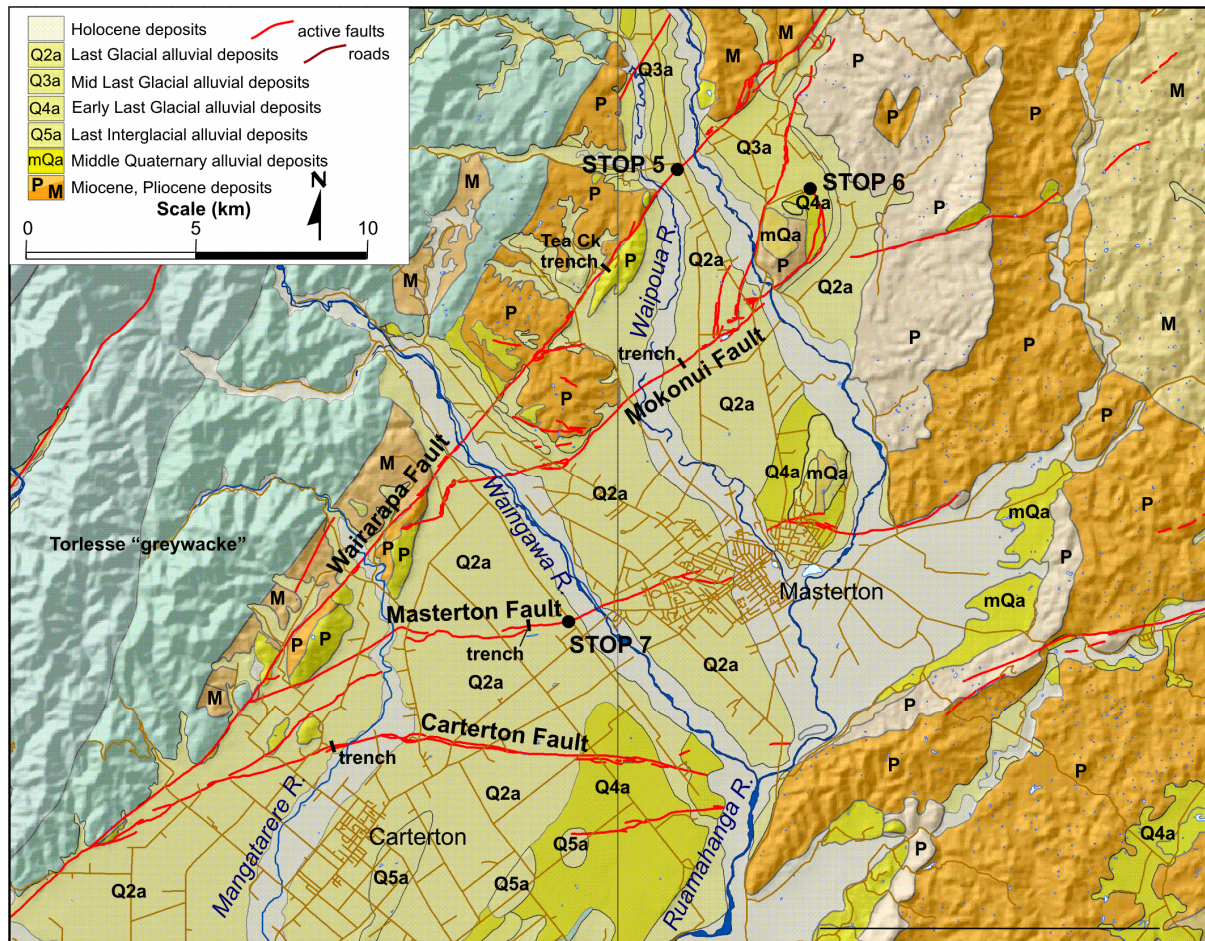 Holocene deposits
active faults
Q2a Last Glacial alluvial deposits
roads
Q3a Mid Last Glacial alluvial deposits
Q4a Early Last Glacial alluvial deposits
Q5a Last Interglacial alluvial deposits
mQa Middle Quaternary alluvial deposits
P M Miocene, Pliocene deposits
N
Scale (km)
0 5 10
M
M
P
M
Q3a
P
P
P
Q3a
STOP 5
STOP 6
M
P
Q4a
P
Tea Ck
trench
P
Waipoua R.
Q2a
mQa
P
M
Q2a
P
M
trench
P
P
Mokonui Fault
P
Q2a
P
M
Wairarapa Fault
Q4a
mQa
Q2a
Waingawa R.
mQa
P
Torlesse "greywacke"
P
P
Q2a
P
M
Masterton Fault
Masterton
mQa
P
P
trench
STOP 7
Q2a
M
Q2a
P
Carterton Fault
trench
P
P
Mangatarere R.
Q2a
Q4a
Q4a
Carterton
Q5a
P
Q2a
Q5a
Q5a
Ruamahanga R.